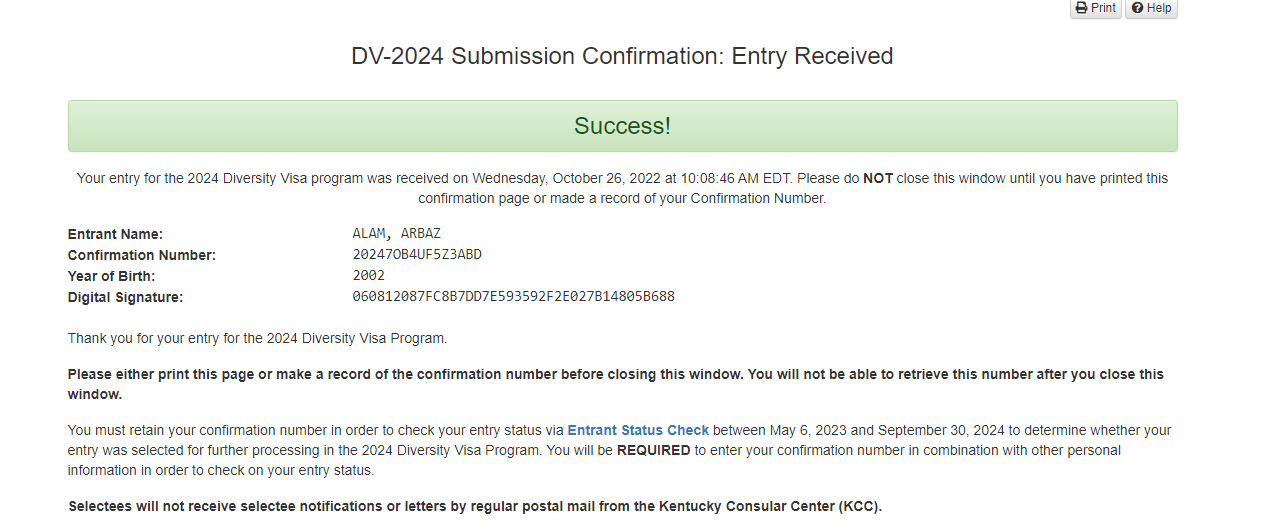 Print Help
DV-2024 Submission Confirmation: Entry Received
Success!
Your entry for the 2024 Diversity Visa program was received on Wednesday, October 26, 2022 at 10:08:46 AM EDT. Please do NOT close this window until you have printed this
confirmation page or made a record of your Confirmation Number.
Entrant Name: ALAM, ARBAZ
Confirmation Number: 20247OB4UF5Z3ABD
Year of Birth: 2002
Digital Signature: 060812087FC8B7DD7E593592F2E027B14805B688
Thank you for your entry for the 2024 Diversity Visa Program.
Please either print this page or make a record of the confirmation number before closing this window. You will not be able to retrieve this number after you close this
window.
You must retain your confirmation number in order to check your entry status via Entrant Status Check between May 6, 2023 and September 30, 2024 to determine whether your
entry was selected for further processing in the 2024 Diversity Visa Program. You will be REQUIRED to enter your confirmation number in combination with other personal
information in order to check on your entry status.
Selectees will not receive selectee notifications or letters by regular postal mail from the Kentucky Consular Center (KCC).